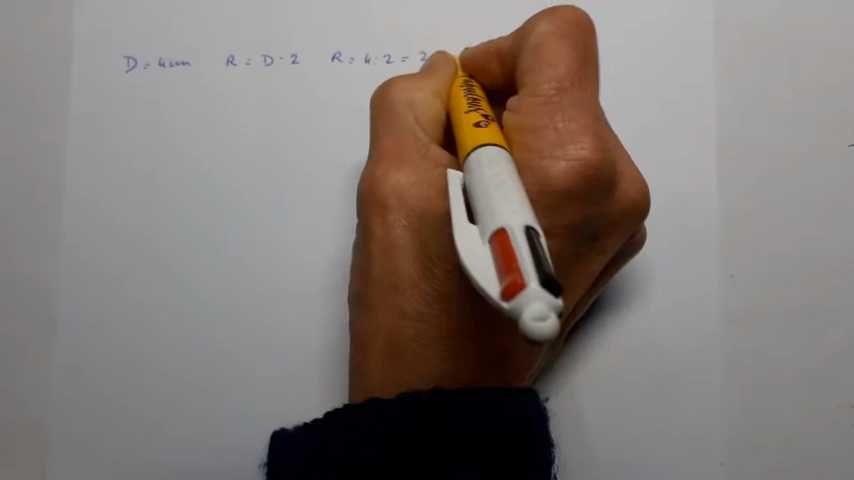 D = 4cm R = D : 2 R = 4 : 2 = 2